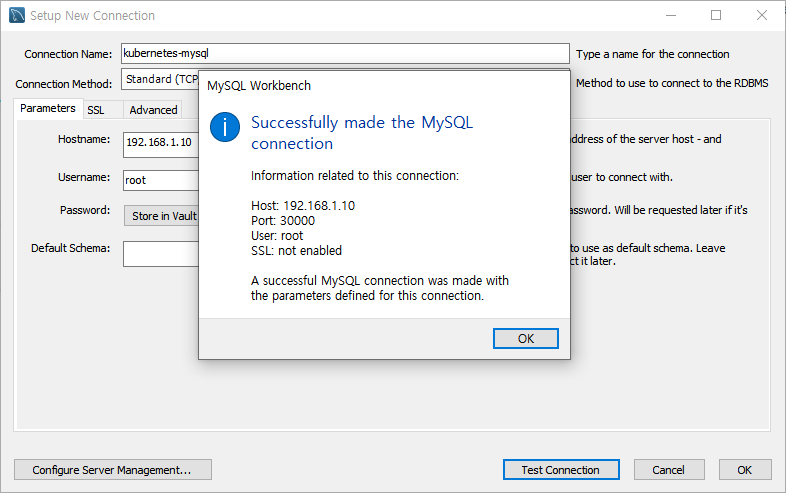 Setup New Connection
Connection Name: kubernetes-mysql Type a name for the connection
Connection Method: Standard (TCP Method to use to connect to the RDBMS
Parameters SSL Advanced
Hostname: 192.168.1.10 address of the server host - and
Username: root user to connect with.
Password: Store in Vault assword. Will be requested later if it's
Default Schema: to use as default schema. Leave
ct it later.
MySQL Workbench
Successfully made the MySQL
connection
Information related to this connection:
Host: 192.168.1.10
Port: 30000
User: root
SSL: not enabled
A successful MySQL connection was made with
the parameters defined for this connection.
OK
Configure Server Management... Test Connection Cancel OK